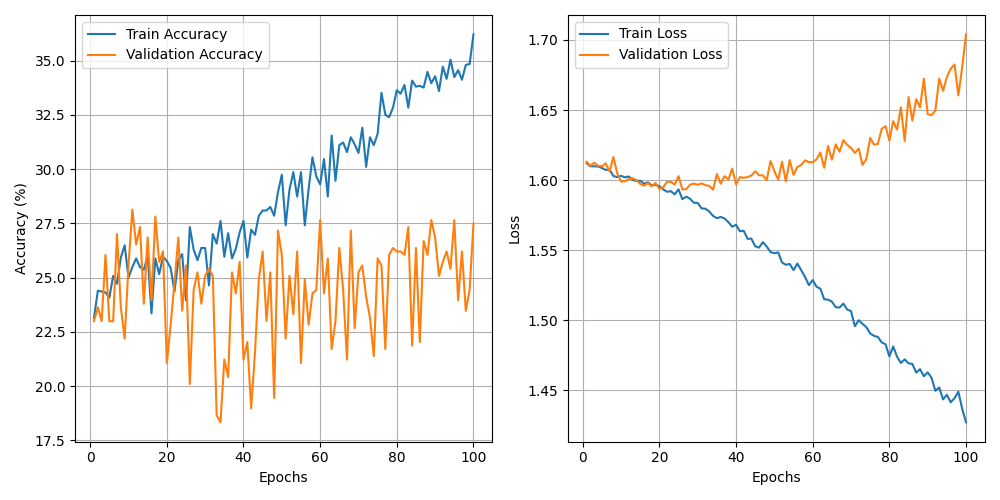 Train Accuracy
Validation Accuracy
Accuracy (%)
35.0
32.5
30.0
27.5
25.0
22.5
20.0
17.5
0 20 40 60 80 100
Epochs
Train Loss
Validation Loss
Loss
1.70
1.65
1.60
1.55
1.50
1.45
0 20 40 60 80 100
Epochs